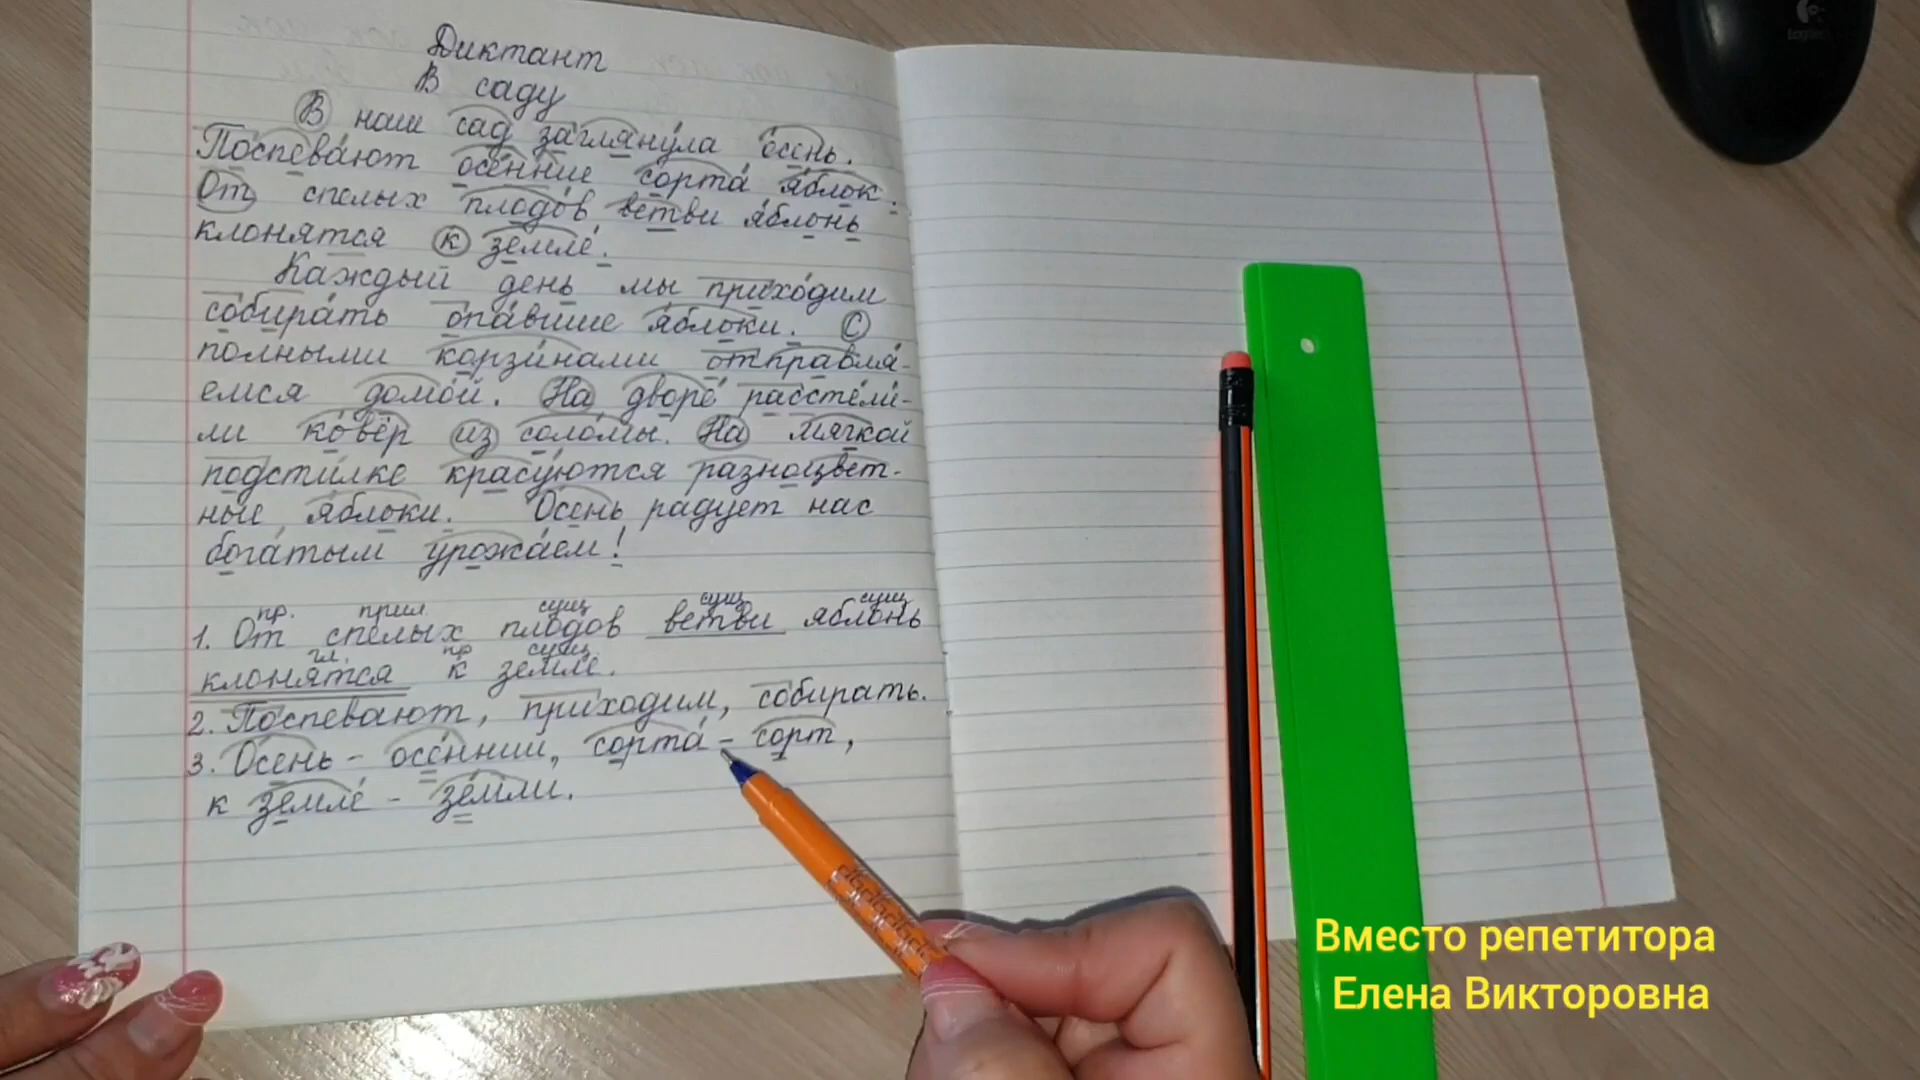 Диктант
В саду
В наш сад заглянула осень.
Поспевают осенние сорта яблок.
От спелых плодов ветви яблонь
клонятся к земле.
Каждый день мы приходим
собирать опавшие яблоки. С
полными корзинами отправля-
емся домой. На дворе расстели-
ли ковёр из соломы. На мягкой
подстилке красуются разноцвет-
ные яблоки. Осень радует нас
богатым урожаем!
пр. прил. сущ сущ сущ
1. От спелых плодов ветви яблонь
гл. пр сущ.
клонятся к земле.
2. Поспевают, приходим, собирать.
3. Осень - осенний, сорта - сорт,
к земле - земли.
Logitech
Вместо репетитора
Елена Викторовна